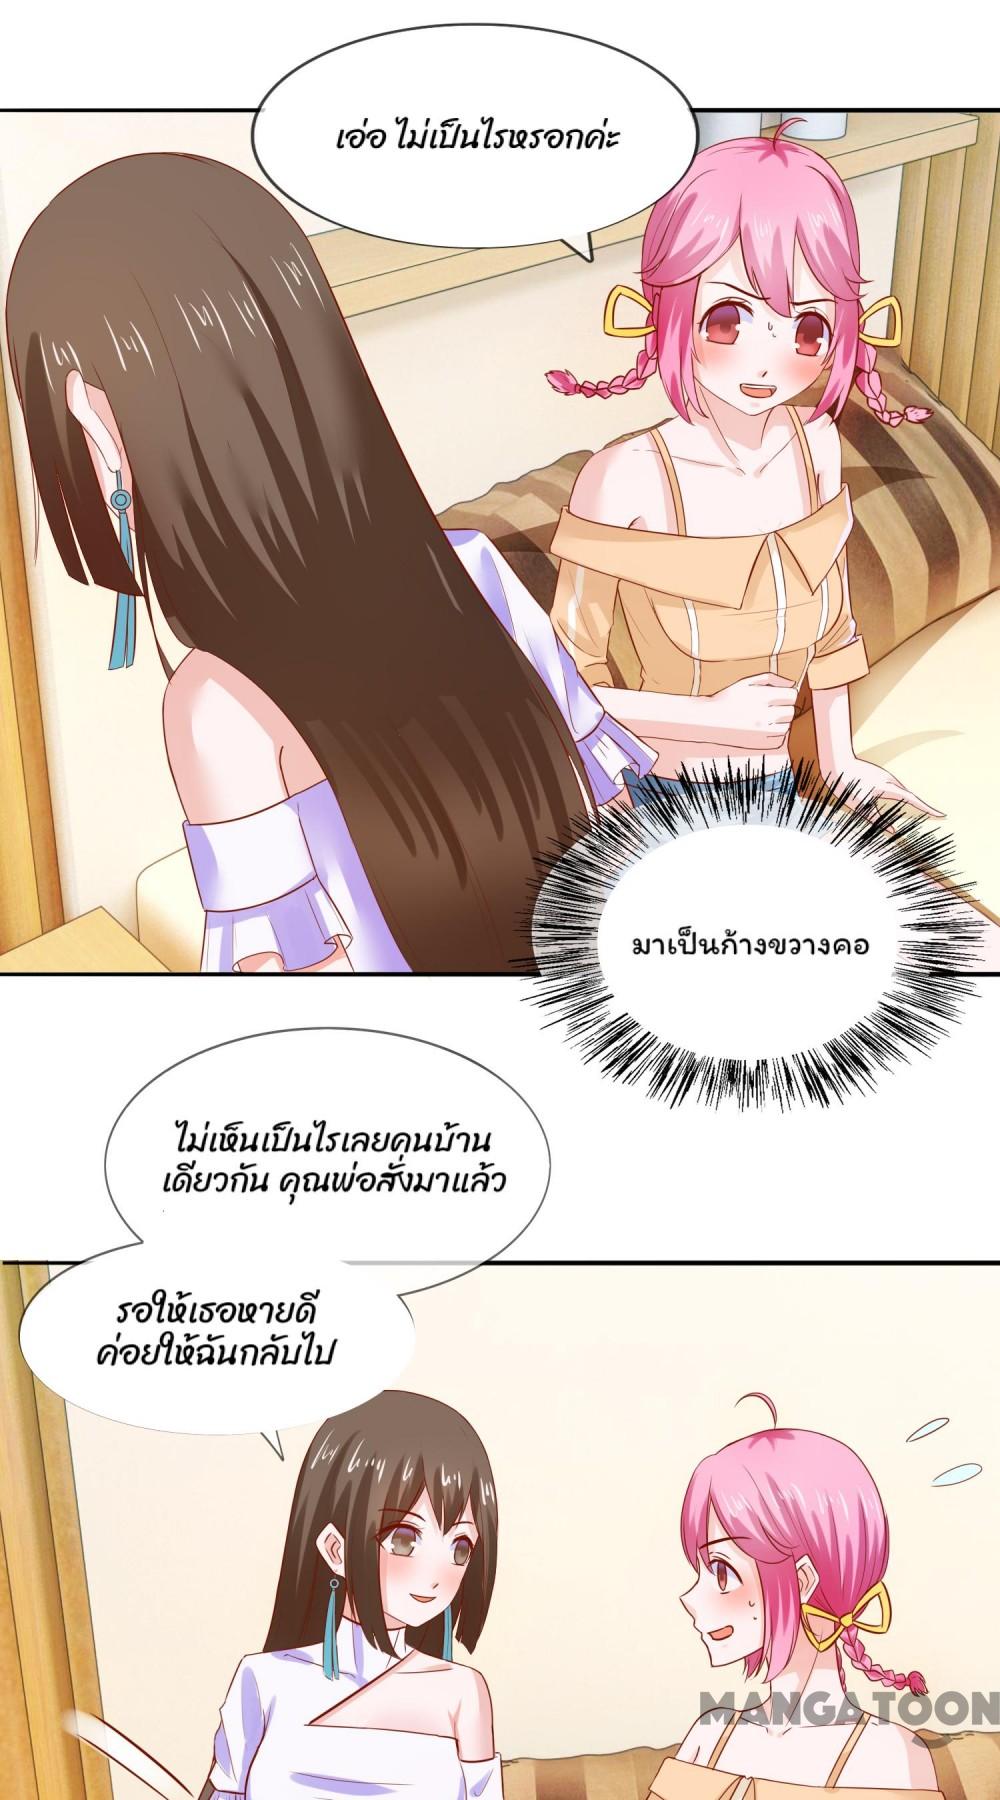 เอ่อ ไม่เป็นไรหรอกค่ะ
มาเป็นก้างขวางคอ
ไม่เห็นเป็นไรเลยคนบ้าน
เดียวกัน คุณพ่อสั่งมาแล้ว
รอให้เธอหายดี
ค่อยให้ฉันกลับไป
MANGATOON